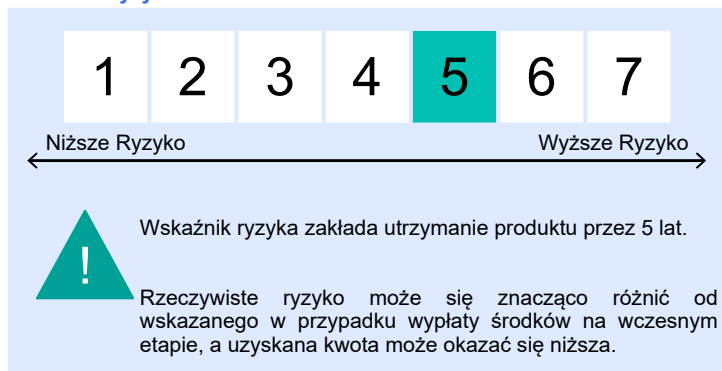 1 2 3 4 5 6 7
Niższe Ryzyko Wyższe Ryzyko
Wskaźnik ryzyka zakłada utrzymanie produktu przez 5 lat.
!
Rzeczywiste ryzyko może się znacząco różnić od
wskazanego w przypadku wypłaty środków na wczesnym
etapie, a uzyskana kwota może okazać się niższa.